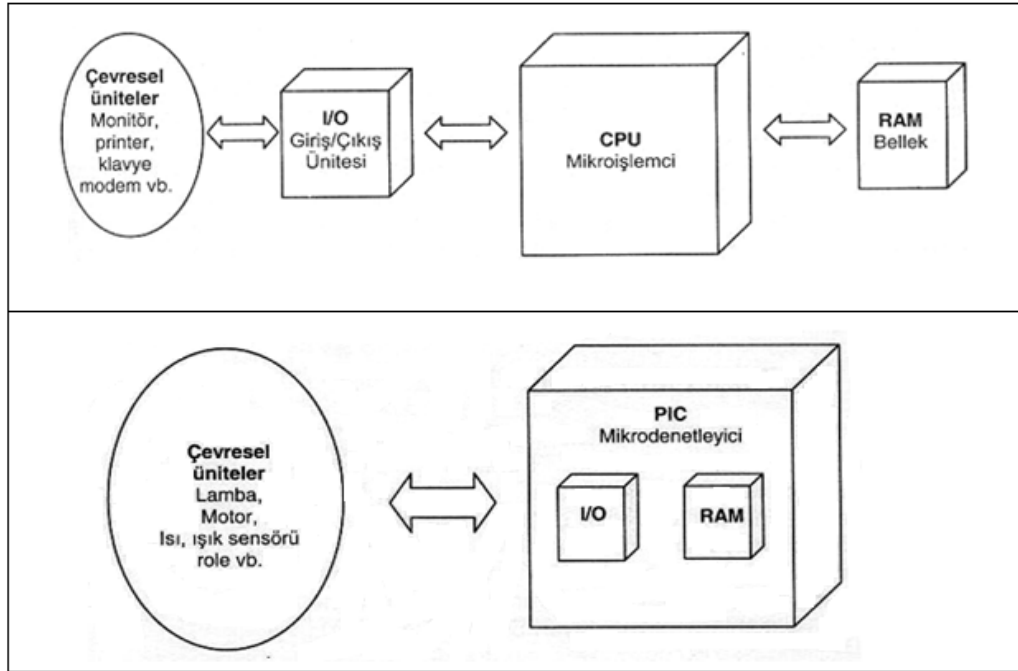 Çevresel
üniteler
Monitör,
printer,
klavye
modem vb.
I/O
Giriş/Çıkış
Ünitesi
CPU
Mikroişlemci
RAM
Bellek
Çevresel
üniteler
Lamba,
Motor,
Isı, ışık sensörü
role vb.
PIC
Mikrodenetleyici
I/O
RAM